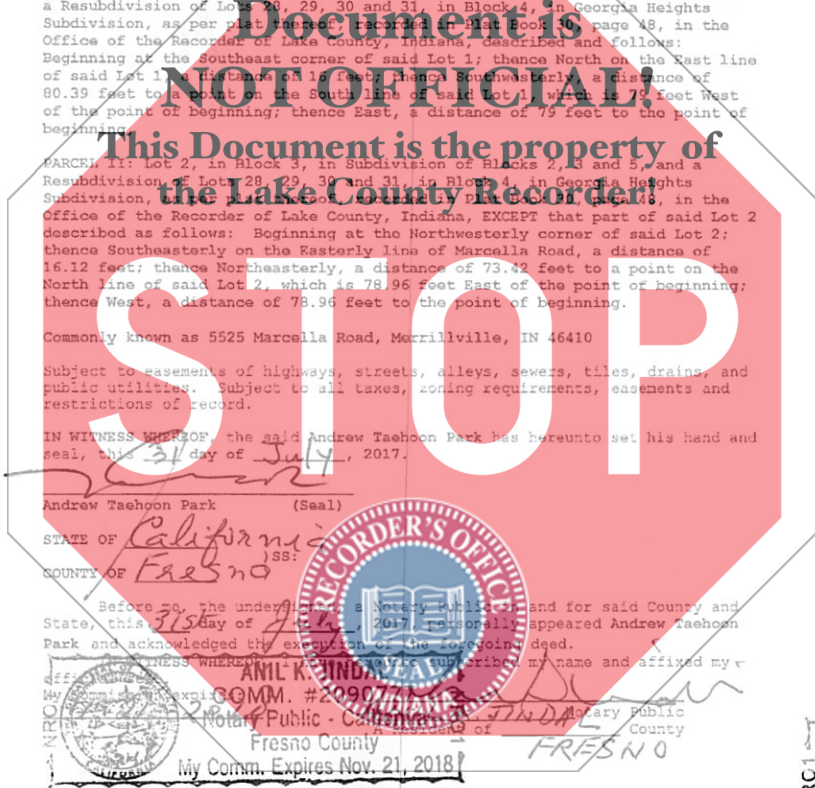 a Resubdivision of Lots 28, 29, 30 and 31, in Block 4, in Georgia Heights
Document is
Subdivision, as per plat thereof, recorded in Plat Book 30, page 48, in the
Office of the Recorder of Lake County, Indiana, described and follows:
Beginning at the Southeast corner of said Lot 1; thence North on the East line
of said Lot 1, a distance of 16 feet; thence Southwesterly, a distance of
NOT OFFICIAL!
80.39 feet to a point on the South line of said Lot 1, which is 79 feet West
of the point of beginning; thence East, a distance of 79 feet to the point of
beginning.
This Document is the property of
PARCEL II: Lot 2, in Block 3, in Subdivision of Blocks 2, 3 and 5, and a
Resubdivision of Lots 28, 29, 30 and 31, in Block 4, in Georgia Heights
the Lake County Recorder!
Subdivision, in the
Office of the Recorder of Lake County, Indiana, EXCEPT that part of said Lot 2
described as follows: Beginning at the Northwesterly corner of said Lot 2;
thence Southeasterly on the Easterly line of Marcella Road, a distance of
16.12 feet; thence Northeasterly, a distance of 73.42 feet to a point on the
North line of said Lot 2, which is 78.96 feet East of the point of beginning;
thence West, a distance of 78.96 feet to the point of beginning.
STOP
Commonly known as 5525 Marcella Road, Merrillville, IN 46410
Subject to easements of highways, streets, alleys, sewers, tiles, drains, and
public utilities. Subject to all taxes, zoning requirements, easements and
restrictions of record.
IN WITNESS WHEREOF, the said Andrew Taehoon Park has hereunto set his hand and
seal, this 31 day of July, 2017.
Andrew Taehoon Park (Seal)
STATE OF California
SS:
COUNTY OF Fresno
RECORDER'S OFFICE
SEAL
INDIANA
Before me, the undersigned, a Notary Public in and for said County and
State, this 31st day of July, 2017, personally appeared Andrew Taehoon
Park and acknowledged the execution of the foregoing deed.
WITNESS WHEREOF, subscribed my name and affixed my
ANIL K. JINDAL
COMM. #20907
Notary Public - California
Fresno County
My Comm. Expires Nov. 21, 2018
CALIFORNIA
JINDAL Notary Public
A Resident of FRESNO County